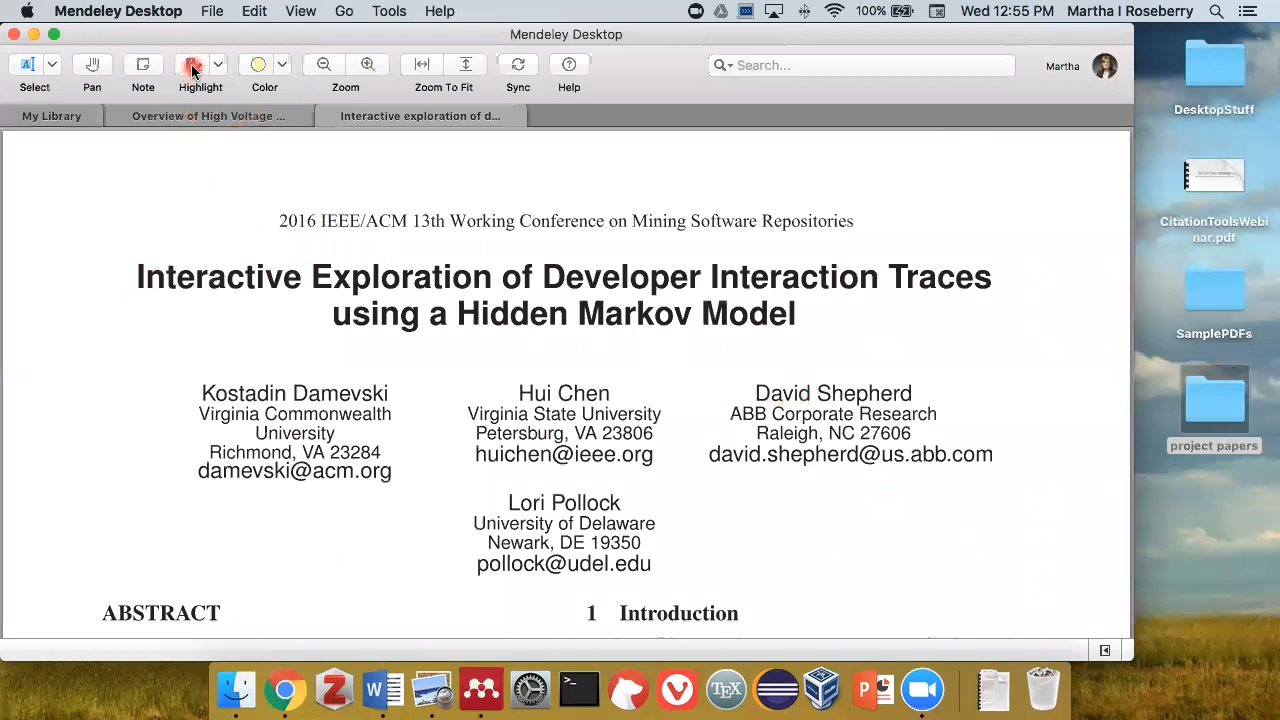 Mendeley Desktop File Edit View Go Tools Help 100% Wed 12:55 PM Martha I Roseberry
Mendeley Desktop
Search... Martha
Select Pan Note Highlight Color Zoom Zoom To Fit Sync Help
My Library Overview of High Voltage ... Interactive exploration of d...
2016 IEEE/ACM 13th Working Conference on Mining Software Repositories
Interactive Exploration of Developer Interaction Traces
using a Hidden Markov Model
Kostadin Damevski
Virginia Commonwealth
University
Richmond, VA 23284
damevski@acm.org
Hui Chen
Virginia State University
Petersburg, VA 23806
huichen@ieee.org
David Shepherd
ABB Corporate Research
Raleigh, NC 27606
david.shepherd@us.abb.com
Lori Pollock
University of Delaware
Newark, DE 19350
pollock@udel.edu
ABSTRACT
1 Introduction
DesktopStuff
CitationToolsWebi
nar.pdf
SamplePDFs
project papers